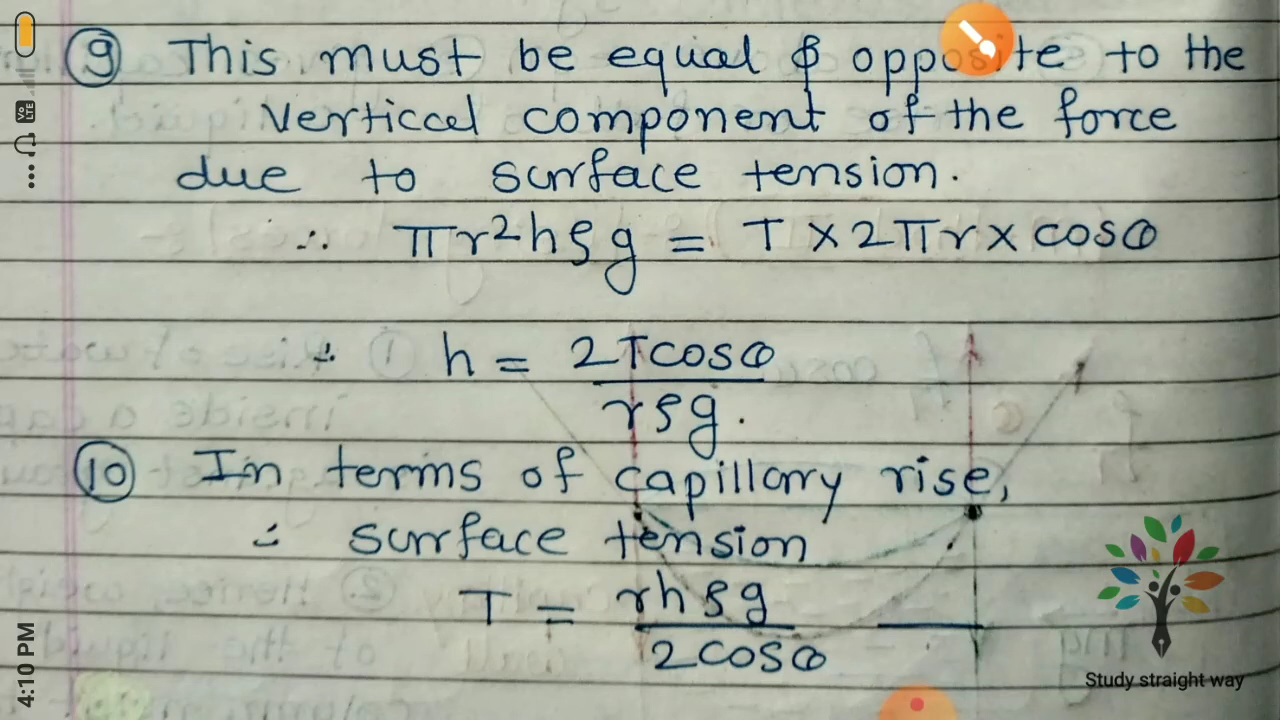 ⑨ This must be equal & opposite to the
vertical component of the force
due to surface tension.
∴ πr²hρg = T × 2πr × cosθ
∴ h = 2Tcosθ / rρg.
⑩ In terms of capillary rise,
∴ surface tension
T = rhρg / 2cosθ
Study straight way
4:10 PM
Vo LTE